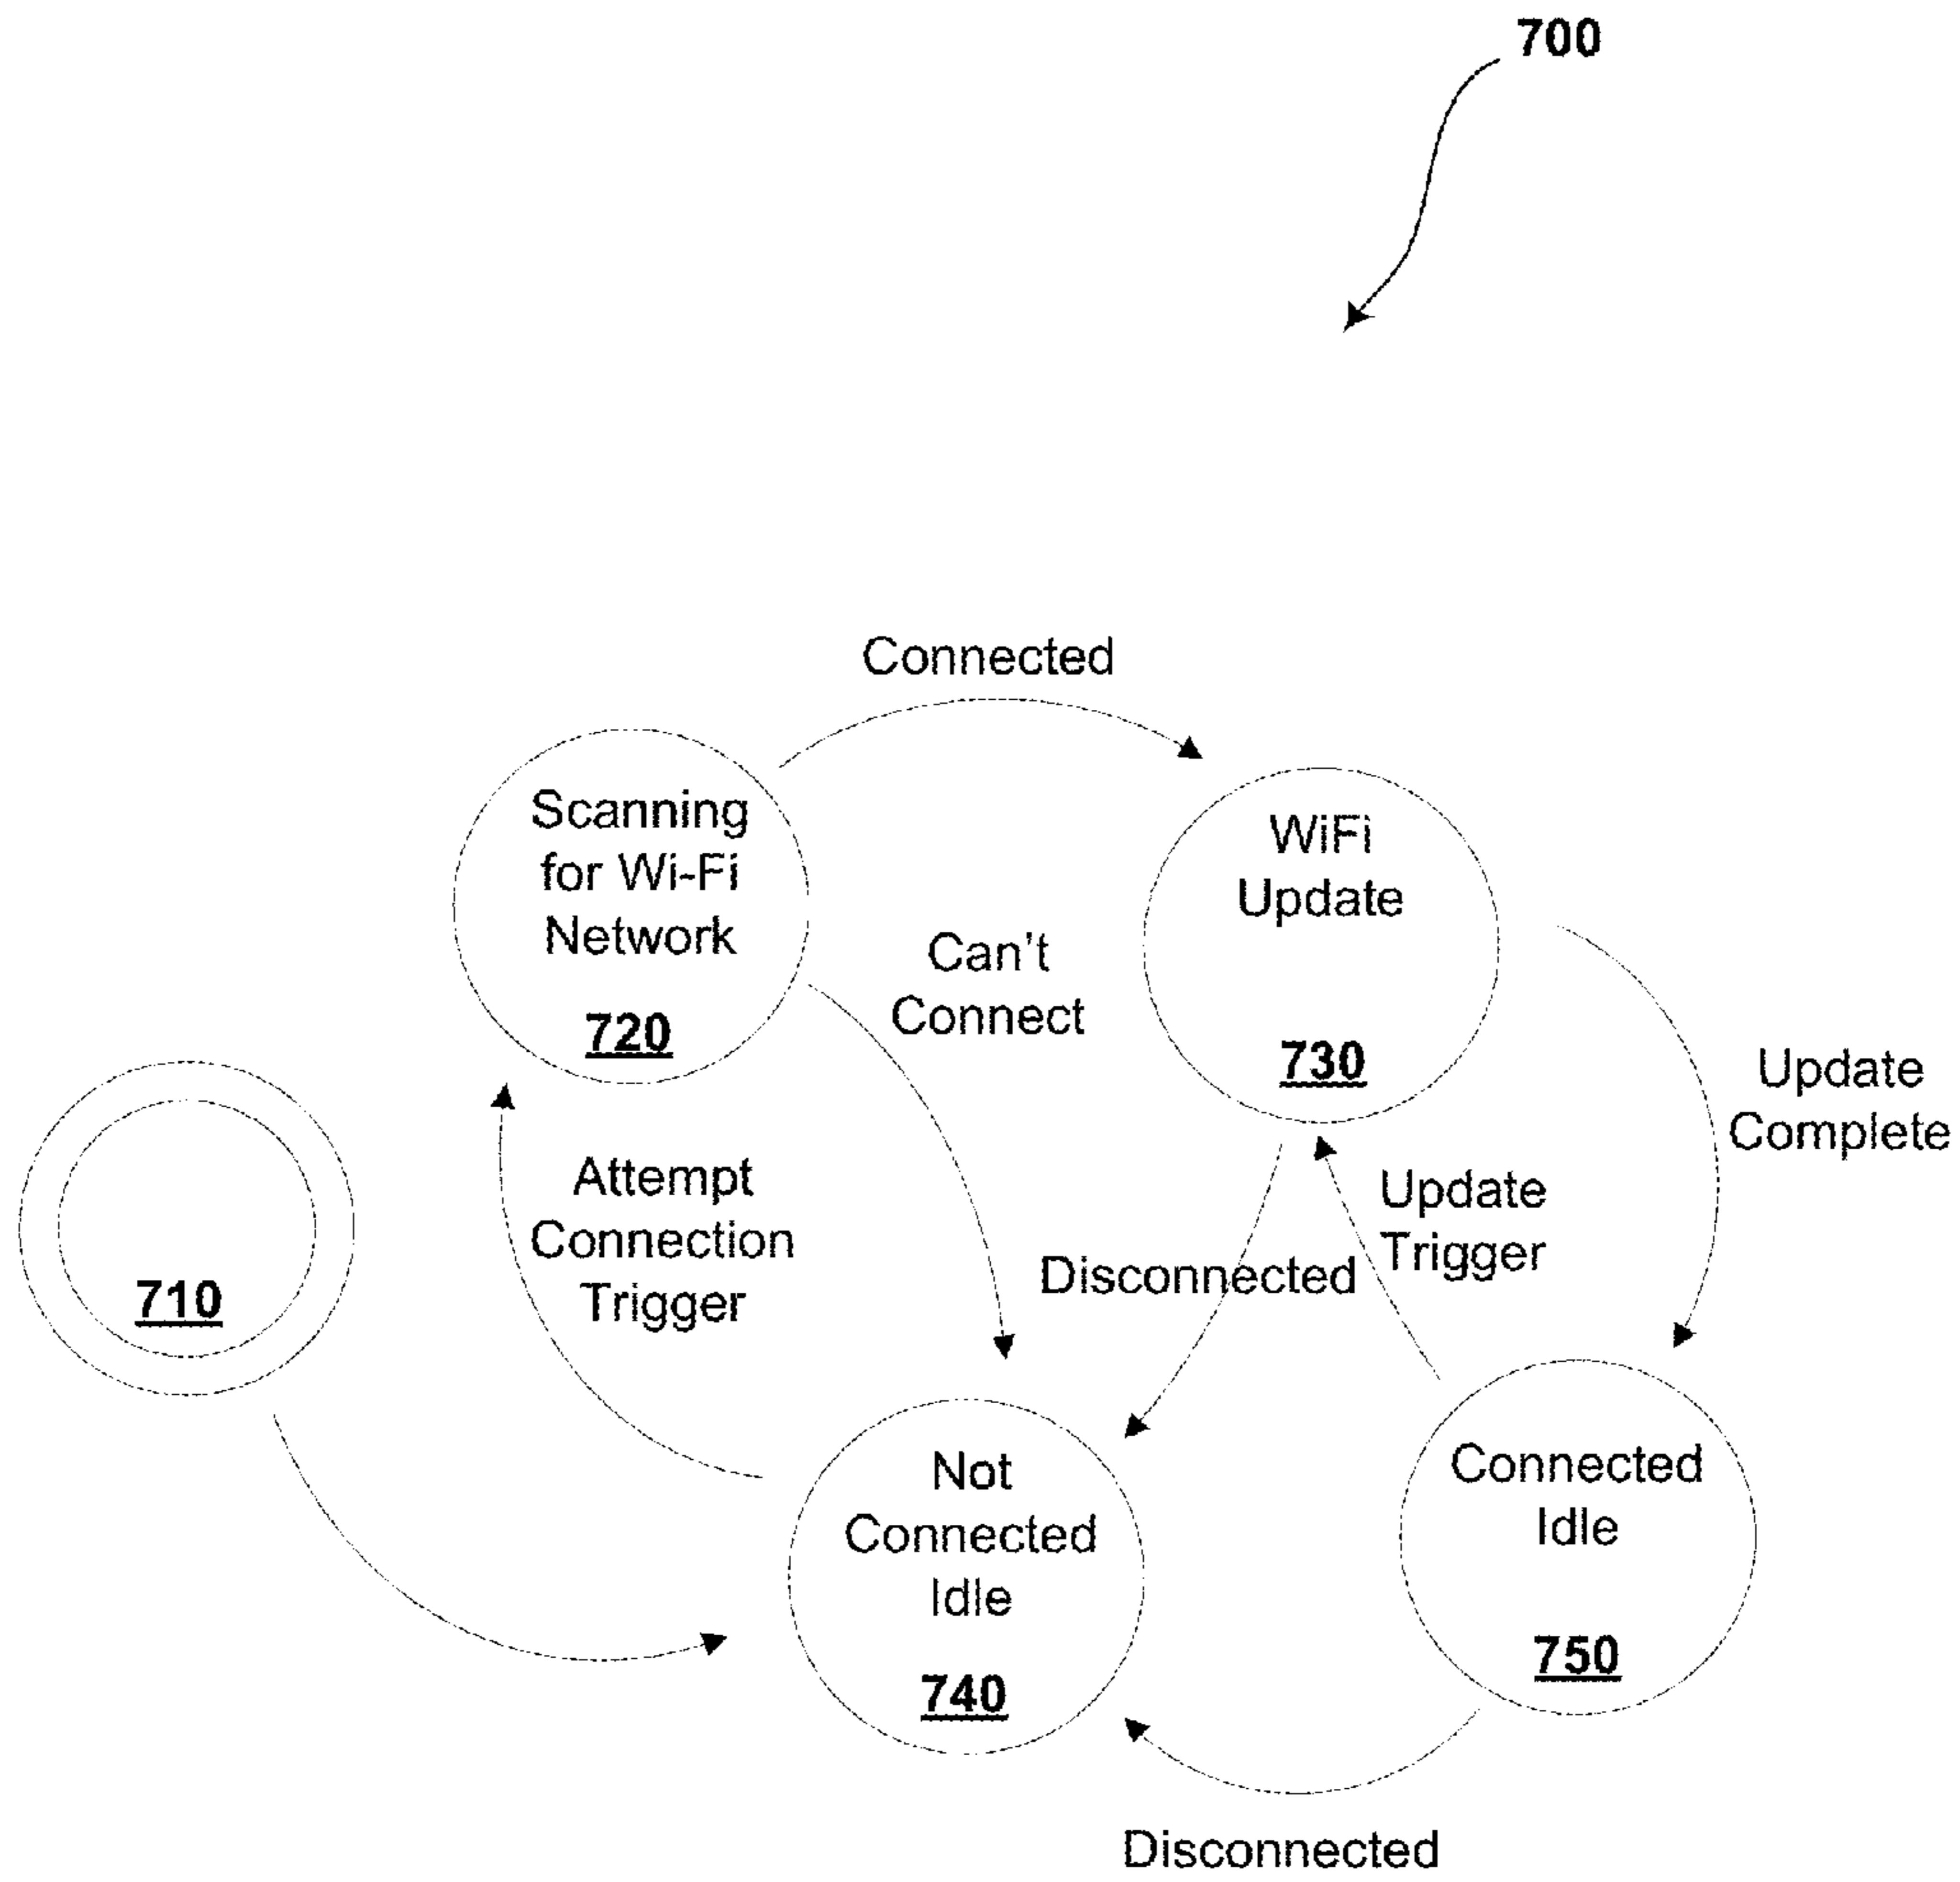 700
Connected
Scanning
for Wi-Fi
Network
720
WiFi
Update
730
Can't
Connect
Update
Complete
710
Attempt
Connection
Trigger
Disconnected
Update
Trigger
Not
Connected
Idle
740
Connected
Idle
750
Disconnected